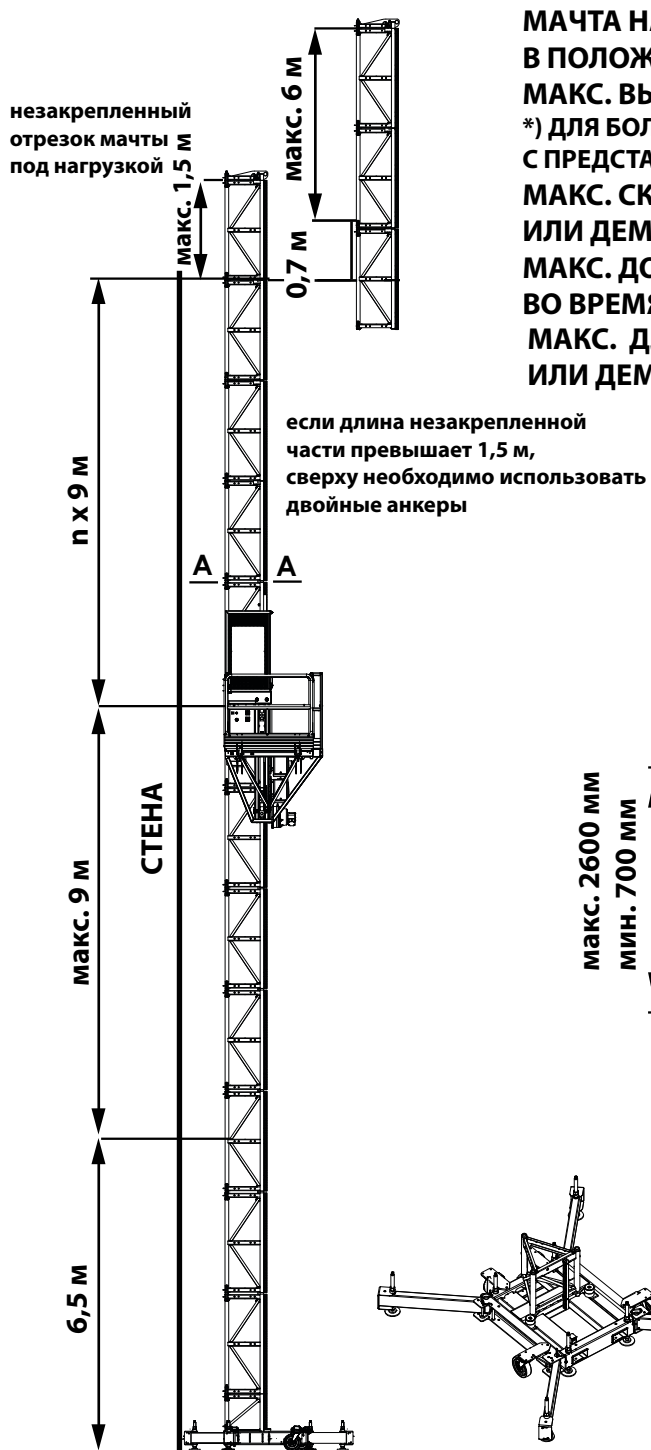 МАЧТА НА
В ПОЛОЖ
МАКС. ВЫ
*) ДЛЯ БОЛ
С ПРЕДСТА
МАКС. СК
ИЛИ ДЕМ
МАКС. ДО
ВО ВРЕМЯ
МАКС. Д
ИЛИ ДЕМ
незакрепленный
отрезок мачты
под нагрузкой
макс. 1,5 м
макс. 6 м
0,7 м
если длина незакрепленной
части превышает 1,5 м,
сверху необходимо использовать
двойные анкеры
n x 9 м
A A
СТЕНА
макс. 9 м
6,5 м
макс. 2600 мм
мин. 700 мм